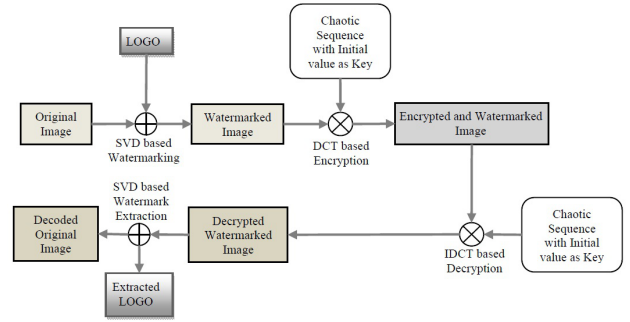 LOGO
Chaotic
Sequence
with Initial
value as Key
Original
Image
SVD based
Watermarking
Watermarked
Image
DCT based
Encryption
Encrypted and Watermarked
Image
Decoded
Original
Image
SVD based
Watermark
Extraction
Decrypted
Watermarked
Image
IDCT based
Decryption
Chaotic
Sequence
with Initial
value as Key
Extracted
LOGO